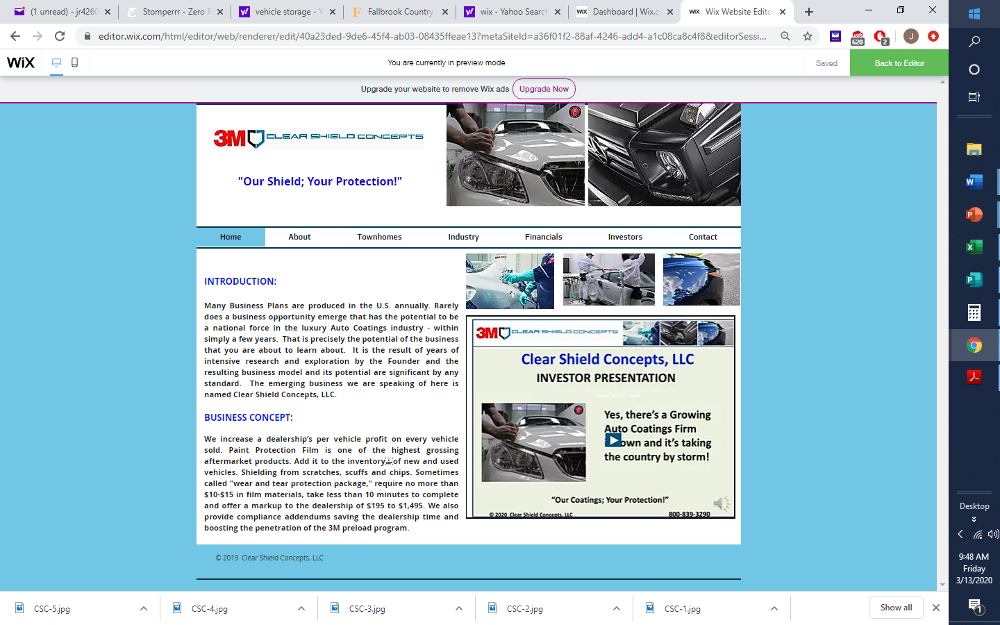 (1 unread) - jr4260
Stomperrr - Zero F
vehicle storage - Y
Fallbrook Country
wix - Yahoo Search
WIX Dashboard | Wix.c
WIX Wix Website Edito
editor.wix.com/html/editor/web/renderer/edit/40a23ded-9de6-45f4-ab03-08435ffeae13?metaSiteId=a36f01f2-88af-4246-add4-a1c08ca8c4f8&editorSessi...
620
2
J
WiX
You are currently in preview mode
Saved
Back to Editor
Upgrade your website to remove Wix ads
Upgrade Now
3M CLEAR SHIELD CONCEPTS
"Our Shield; Your Protection!"
Home
About
Townhomes
Industry
Financials
Investors
Contact
INTRODUCTION:
Many Business Plans are produced in the U.S. annually. Rarely
does a business opportunity emerge that has the potential to be
a national force in the luxury Auto Coatings industry - within
simply a few years. That is precisely the potential of the business
that you are about to learn about. It is the result of years of
intensive research and exploration by the Founder and the
resulting business model and its potential are significant by any
standard. The emerging business we are speaking of here is
named Clear Shield Concepts, LLC.
BUSINESS CONCEPT:
We increase a dealership's per vehicle profit on every vehicle
sold. Paint Protection Film is one of the highest grossing
aftermarket products. Add it to the inventory of new and used
vehicles. Shielding from scratches, scuffs and chips. Sometimes
called "wear and tear protection package," require no more than
$10-$15 in film materials, take less than 10 minutes to complete
and offer a markup to the dealership of $195 to $1,495. We also
provide compliance addendums saving the dealership time and
boosting the penetration of the 3M preload program.
3M CLEAR SHIELD CONCEPTS
Clear Shield Concepts, LLC
INVESTOR PRESENTATION
Yes, there's a Growing
Auto Coatings Firm
own and it's taking
the country by storm!
"Our Coatings; Your Protection!"
© 2020 Clear Shield Concepts, LLC
800-839-3290
© 2019 Clear Shield Concepts, LLC
CSC-5.jpg
CSC-4.jpg
CSC-3.jpg
CSC-2.jpg
CSC-1.jpg
Show all
Desktop
9:48 AM
Friday
3/13/2020
1